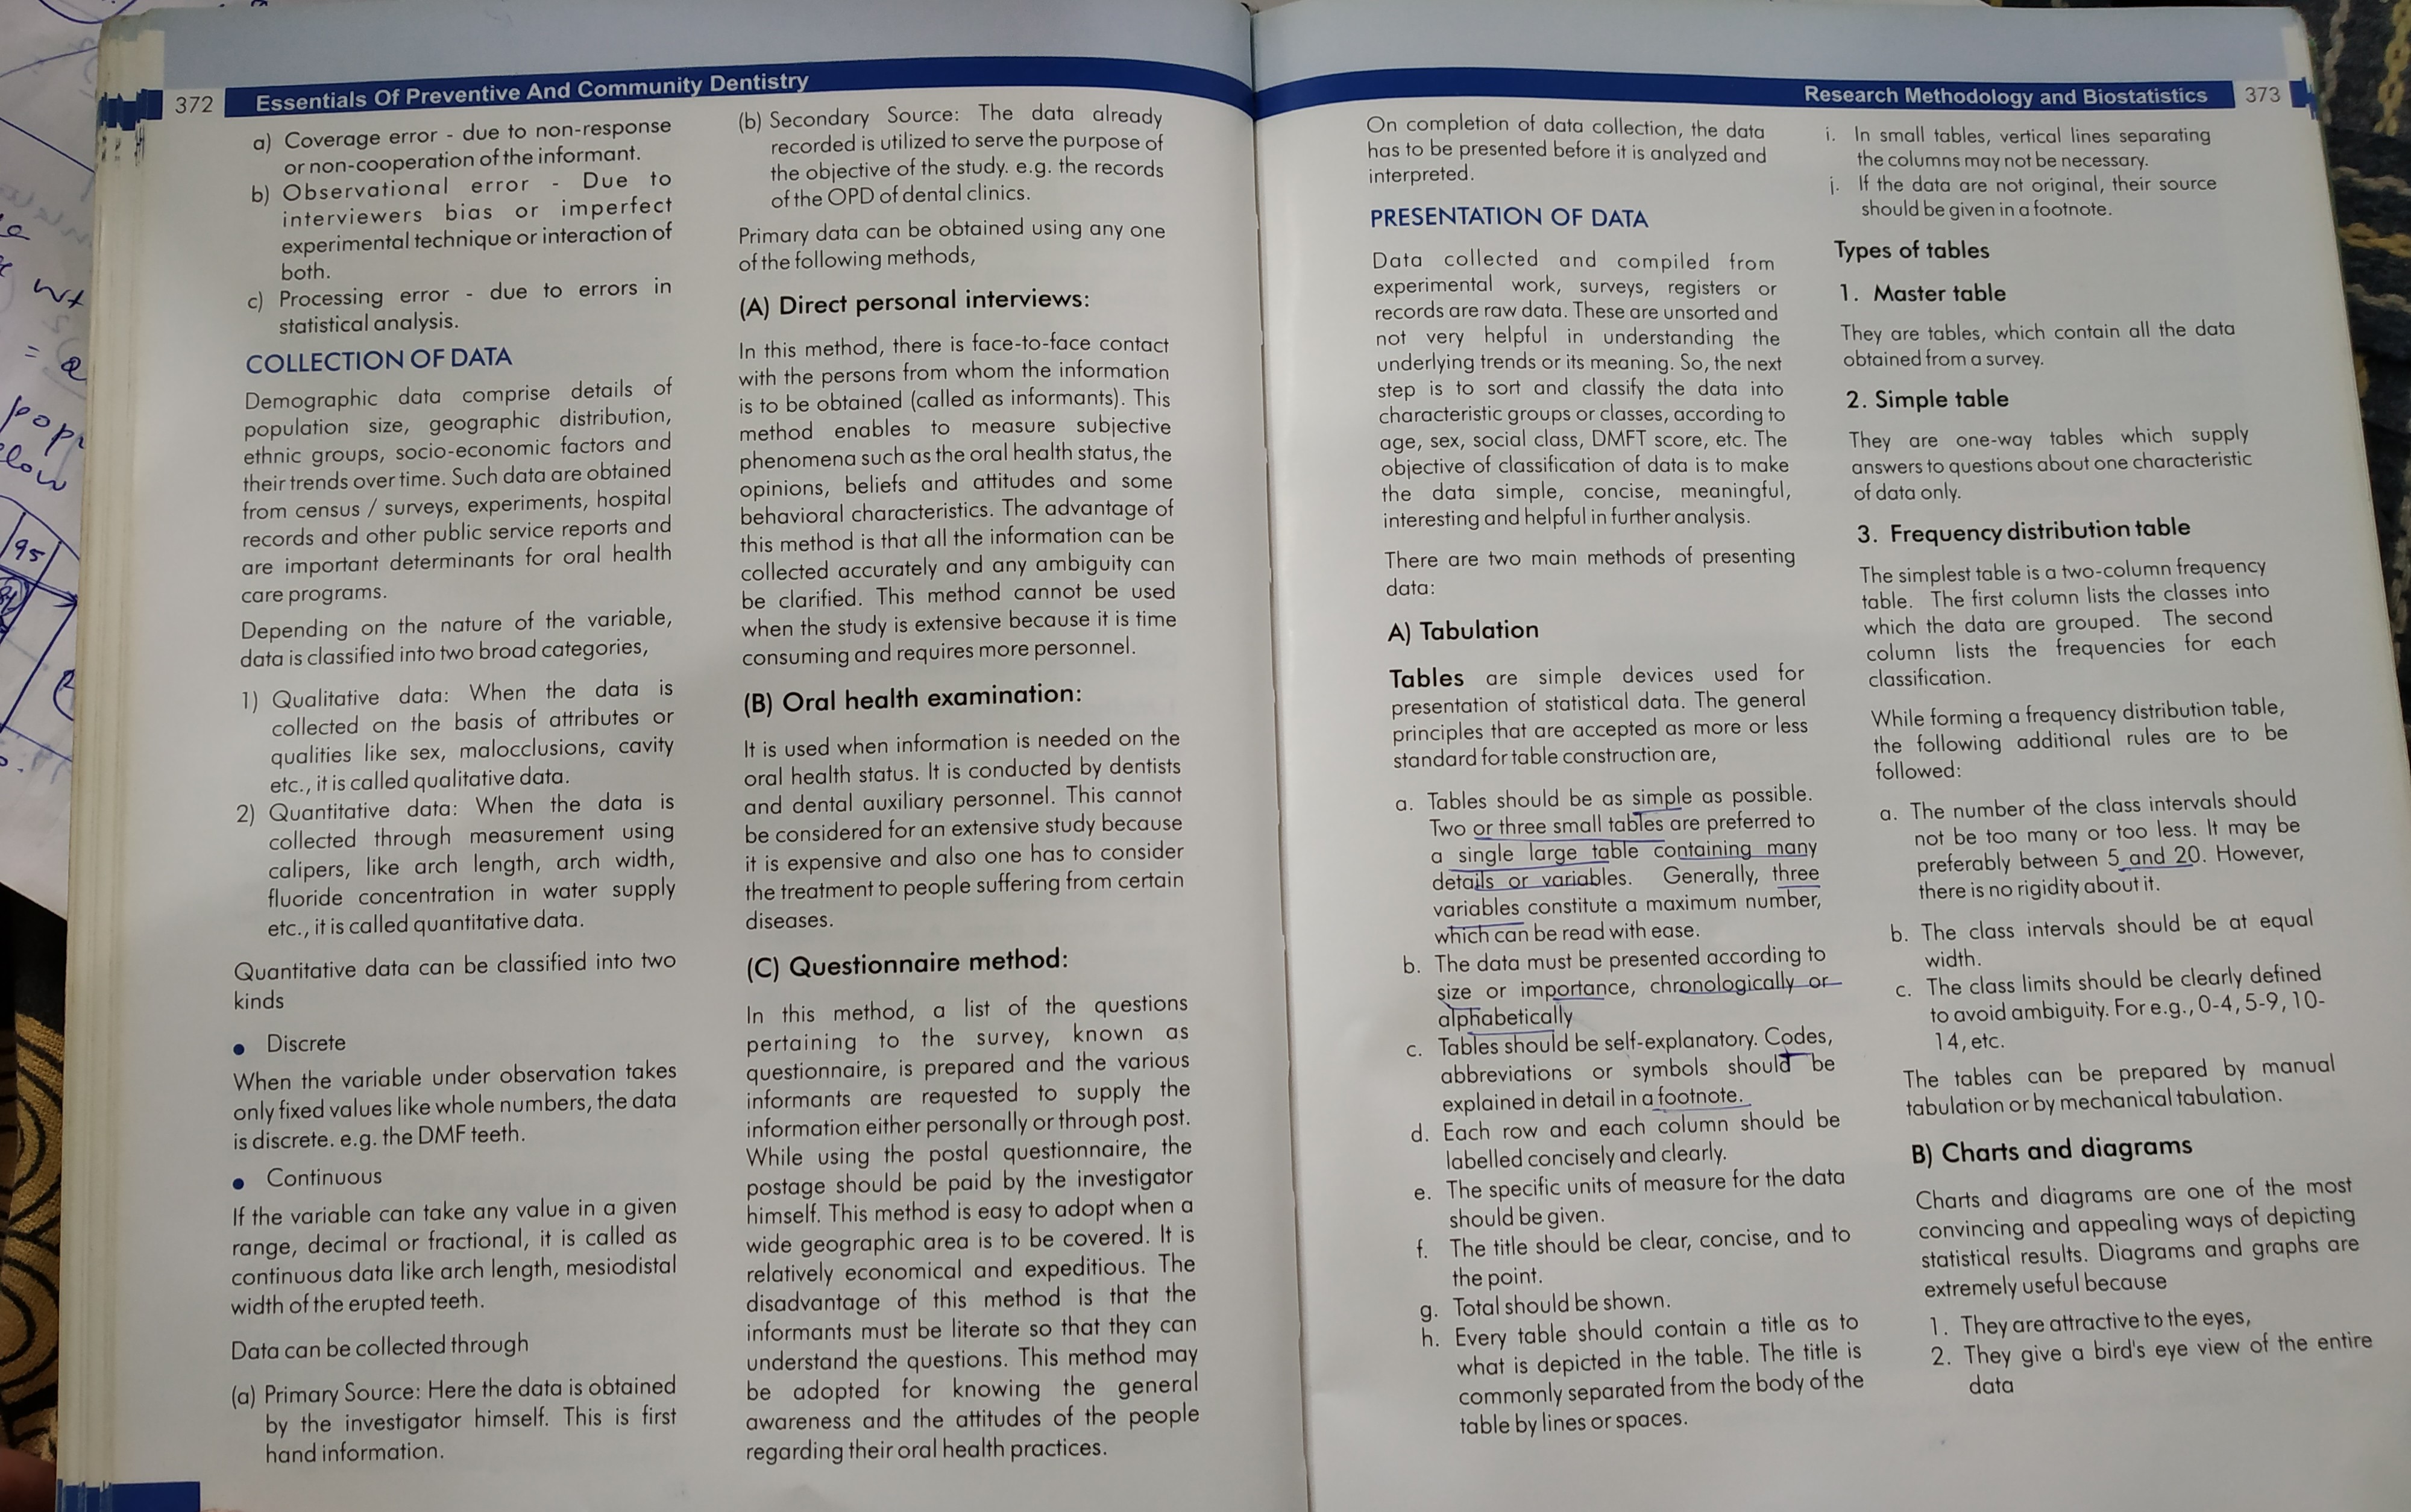 372 Essentials Of Preventive And Community Dentistry
a) Coverage error - due to non-response
or non-cooperation of the informant.
b) Observational error - Due to
interviewers bias or imperfect
experimental technique or interaction of
both.
c) Processing error - due to errors in
statistical analysis.
COLLECTION OF DATA
Demographic data comprise details of
population size, geographic distribution,
ethnic groups, socio-economic factors and
their trends over time. Such data are obtained
from census / surveys, experiments, hospital
records and other public service reports and
are important determinants for oral health
care programs.
Depending on the nature of the variable,
data is classified into two broad categories,
1) Qualitative data: When the data is
collected on the basis of attributes or
qualities like sex, malocclusions, cavity
etc., it is called qualitative data.
2) Quantitative data: When the data is
collected through measurement using
calipers, like arch length, arch width,
fluoride concentration in water supply
etc., it is called quantitative data.
Quantitative data can be classified into two
kinds
• Discrete
When the variable under observation takes
only fixed values like whole numbers, the data
is discrete. e.g. the DMF teeth.
• Continuous
If the variable can take any value in a given
range, decimal or fractional, it is called as
continuous data like arch length, mesiodistal
width of the erupted teeth.
Data can be collected through
(a) Primary Source: Here the data is obtained
by the investigator himself. This is first
hand information.
(b) Secondary Source: The data already
recorded is utilized to serve the purpose of
the objective of the study. e.g. the records
of the OPD of dental clinics.
Primary data can be obtained using any one
of the following methods,
(A) Direct personal interviews:
In this method, there is face-to-face contact
with the persons from whom the information
is to be obtained (called as informants). This
method enables to measure subjective
phenomena such as the oral health status, the
opinions, beliefs and attitudes and some
behavioral characteristics. The advantage of
this method is that all the information can be
collected accurately and any ambiguity can
be clarified. This method cannot be used
when the study is extensive because it is time
consuming and requires more personnel.
(B) Oral health examination:
It is used when information is needed on the
oral health status. It is conducted by dentists
and dental auxiliary personnel. This cannot
be considered for an extensive study because
it is expensive and also one has to consider
the treatment to people suffering from certain
diseases.
(C) Questionnaire method:
In this method, a list of the questions
pertaining to the survey, known as
questionnaire, is prepared and the various
informants are requested to supply the
information either personally or through post.
While using the postal questionnaire, the
postage should be paid by the investigator
himself. This method is easy to adopt when a
wide geographic area is to be covered. It is
relatively economical and expeditious. The
disadvantage of this method is that the
informants must be literate so that they can
understand the questions. This method may
be adopted for knowing the general
awareness and the attitudes of the people
regarding their oral health practices.
Research Methodology and Biostatistics 373
On completion of data collection, the data
has to be presented before it is analyzed and
interpreted.
PRESENTATION OF DATA
Data collected and compiled from
experimental work, surveys, registers or
records are raw data. These are unsorted and
not very helpful in understanding the
underlying trends or its meaning. So, the next
step is to sort and classify the data into
characteristic groups or classes, according to
age, sex, social class, DMFT score, etc. The
objective of classification of data is to make
the data simple, concise, meaningful,
interesting and helpful in further analysis.
There are two main methods of presenting
data:
A) Tabulation
Tables are simple devices used for
presentation of statistical data. The general
principles that are accepted as more or less
standard for table construction are,
a. Tables should be as simple as possible.
Two or three small tables are preferred to
a single large table containing many
details or variables. Generally, three
variables constitute a maximum number,
which can be read with ease.
b. The data must be presented according to
size or importance, chronologically or
alphabetically
c. Tables should be self-explanatory. Codes,
abbreviations or symbols should be
explained in detail in a footnote.
d. Each row and each column should be
labelled concisely and clearly.
e. The specific units of measure for the data
should be given.
f. The title should be clear, concise, and to
the point.
g. Total should be shown.
h. Every table should contain a title as to
what is depicted in the table. The title is
commonly separated from the body of the
table by lines or spaces.
i. In small tables, vertical lines separating
the columns may not be necessary.
j. If the data are not original, their source
should be given in a footnote.
Types of tables
1. Master table
They are tables, which contain all the data
obtained from a survey.
2. Simple table
They are one-way tables which supply
answers to questions about one characteristic
of data only.
3. Frequency distribution table
The simplest table is a two-column frequency
table. The first column lists the classes into
which the data are grouped. The second
column lists the frequencies for each
classification.
While forming a frequency distribution table,
the following additional rules are to be
followed:
a. The number of the class intervals should
not be too many or too less. It may be
preferably between 5 and 20. However,
there is no rigidity about it.
b. The class intervals should be at equal
width.
c. The class limits should be clearly defined
to avoid ambiguity. For e.g., 0-4, 5-9, 10-
14, etc.
The tables can be prepared by manual
tabulation or by mechanical tabulation.
B) Charts and diagrams
Charts and diagrams are one of the most
convincing and appealing ways of depicting
statistical results. Diagrams and graphs are
extremely useful because
1. They are attractive to the eyes,
2. They give a bird's eye view of the entire
data
95